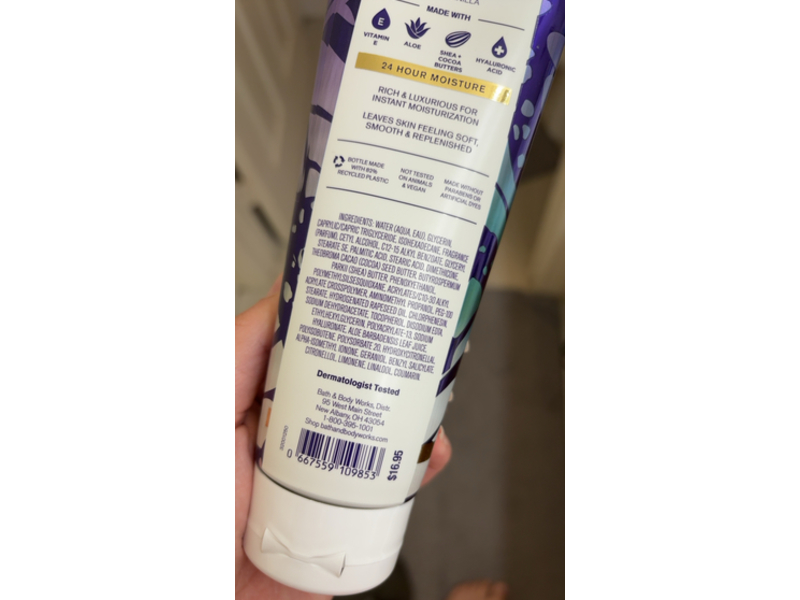 MADE WITH
E
VITAMIN
E
ALOE
SHEA +
COCOA
BUTTERS
HYALURONIC
ACID
24 HOUR MOISTURE
RICH & LUXURIOUS FOR
INSTANT MOISTURIZATION
LEAVES SKIN FEELING SOFT,
SMOOTH & REPLENISHED
BOTTLE MADE
WITH 82%
RECYCLED PLASTIC
NOT TESTED
ON ANIMALS
& VEGAN
MADE WITHOUT
PARABENS OR
ARTIFICIAL DYES
INGREDIENTS: WATER (AQUA, EAU), GLYCERIN,
CAPRYLIC/CAPRIC TRIGLYCERIDE, ISOHEXADECANE, FRAGRANCE
(PARFUM), CETYL ALCOHOL, C12-15 ALKYL BENZOATE, GLYCERYL
STEARATE SE, PALMITIC ACID, STEARIC ACID, DIMETHICONE,
THEOBROMA CACAO (COCOA) SEED BUTTER, BUTYROSPERMUM
PARKII (SHEA) BUTTER, PHENOXYETHANOL,
POLYMETHYLSILSESQUIOXANE, ACRYLATES/C10-30 ALKYL
ACRYLATE CROSSPOLYMER, AMINOMETHYL PROPANOL, PEG-100
STEARATE, HYDROGENATED RAPESEED OIL, CHLORPHENESIN,
SODIUM DEHYDROACETATE, TOCOPHEROL, DISODIUM EDTA,
ETHYLHEXYLGLYCERIN, POLYACRYLATE-13, SODIUM
HYALURONATE, ALOE BARBADENSIS LEAF JUICE,
POLYISOBUTENE, POLYSORBATE 20, HYDROXYCITRONELLAL,
ALPHA-ISOMETHYL IONONE, GERANIOL, BENZYL SALICYLATE,
CITRONELLOL, LIMONENE, LINALOOL, COUMARIN.
Dermatologist Tested
Bath & Body Works, Distr.
95 West Main Street
New Albany, OH 43054
1-800-395-1001
Shop bathandbodyworks.com
0 667559 109853
$16.95